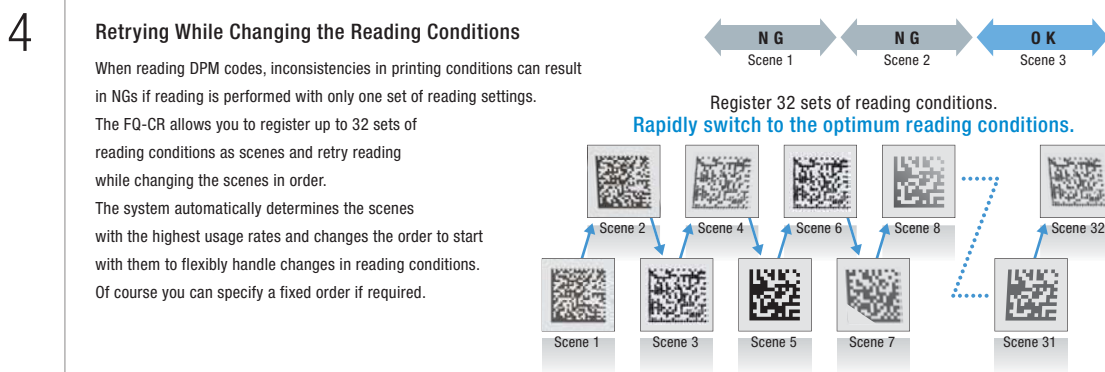 4
Retrying While Changing the Reading Conditions
When reading DPM codes, inconsistencies in printing conditions can result
in NGs if reading is performed with only one set of reading settings.
The FQ-CR allows you to register up to 32 sets of
reading conditions as scenes and retry reading
while changing the scenes in order.
The system automatically determines the scenes
with the highest usage rates and changes the order to start
with them to flexibly handle changes in reading conditions.
Of course you can specify a fixed order if required.
N G N G O K
Scene 1 Scene 2 Scene 3
Register 32 sets of reading conditions.
Rapidly switch to the optimum reading conditions.
Scene 2 Scene 4 Scene 6 Scene 8 Scene 32
Scene 1 Scene 3 Scene 5 Scene 7 Scene 31